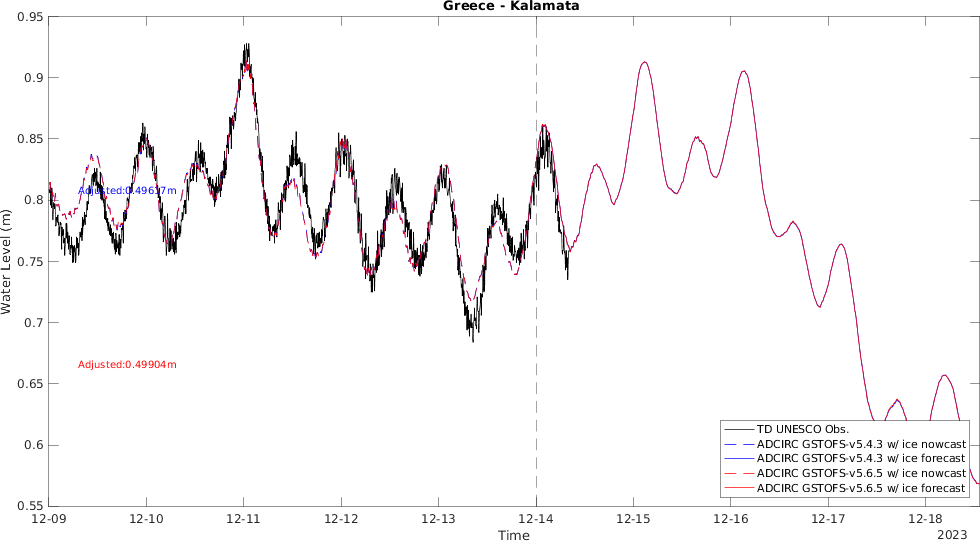 Greece - Kalamata
0.95
0.9
0.85
0.8
0.75
0.7
0.65
0.6
0.55
Water Level (m)
Adjusted:0.49617m
Adjusted:0.49904m
TD UNESCO Obs.
ADCIRC GSTOFS-v5.4.3 w/ ice nowcast
ADCIRC GSTOFS-v5.4.3 w/ ice forecast
ADCIRC GSTOFS-v5.6.5 w/ ice nowcast
ADCIRC GSTOFS-v5.6.5 w/ ice forecast
12-09 12-10 12-11 12-12 12-13 12-14 12-15 12-16 12-17 12-18
Time
2023